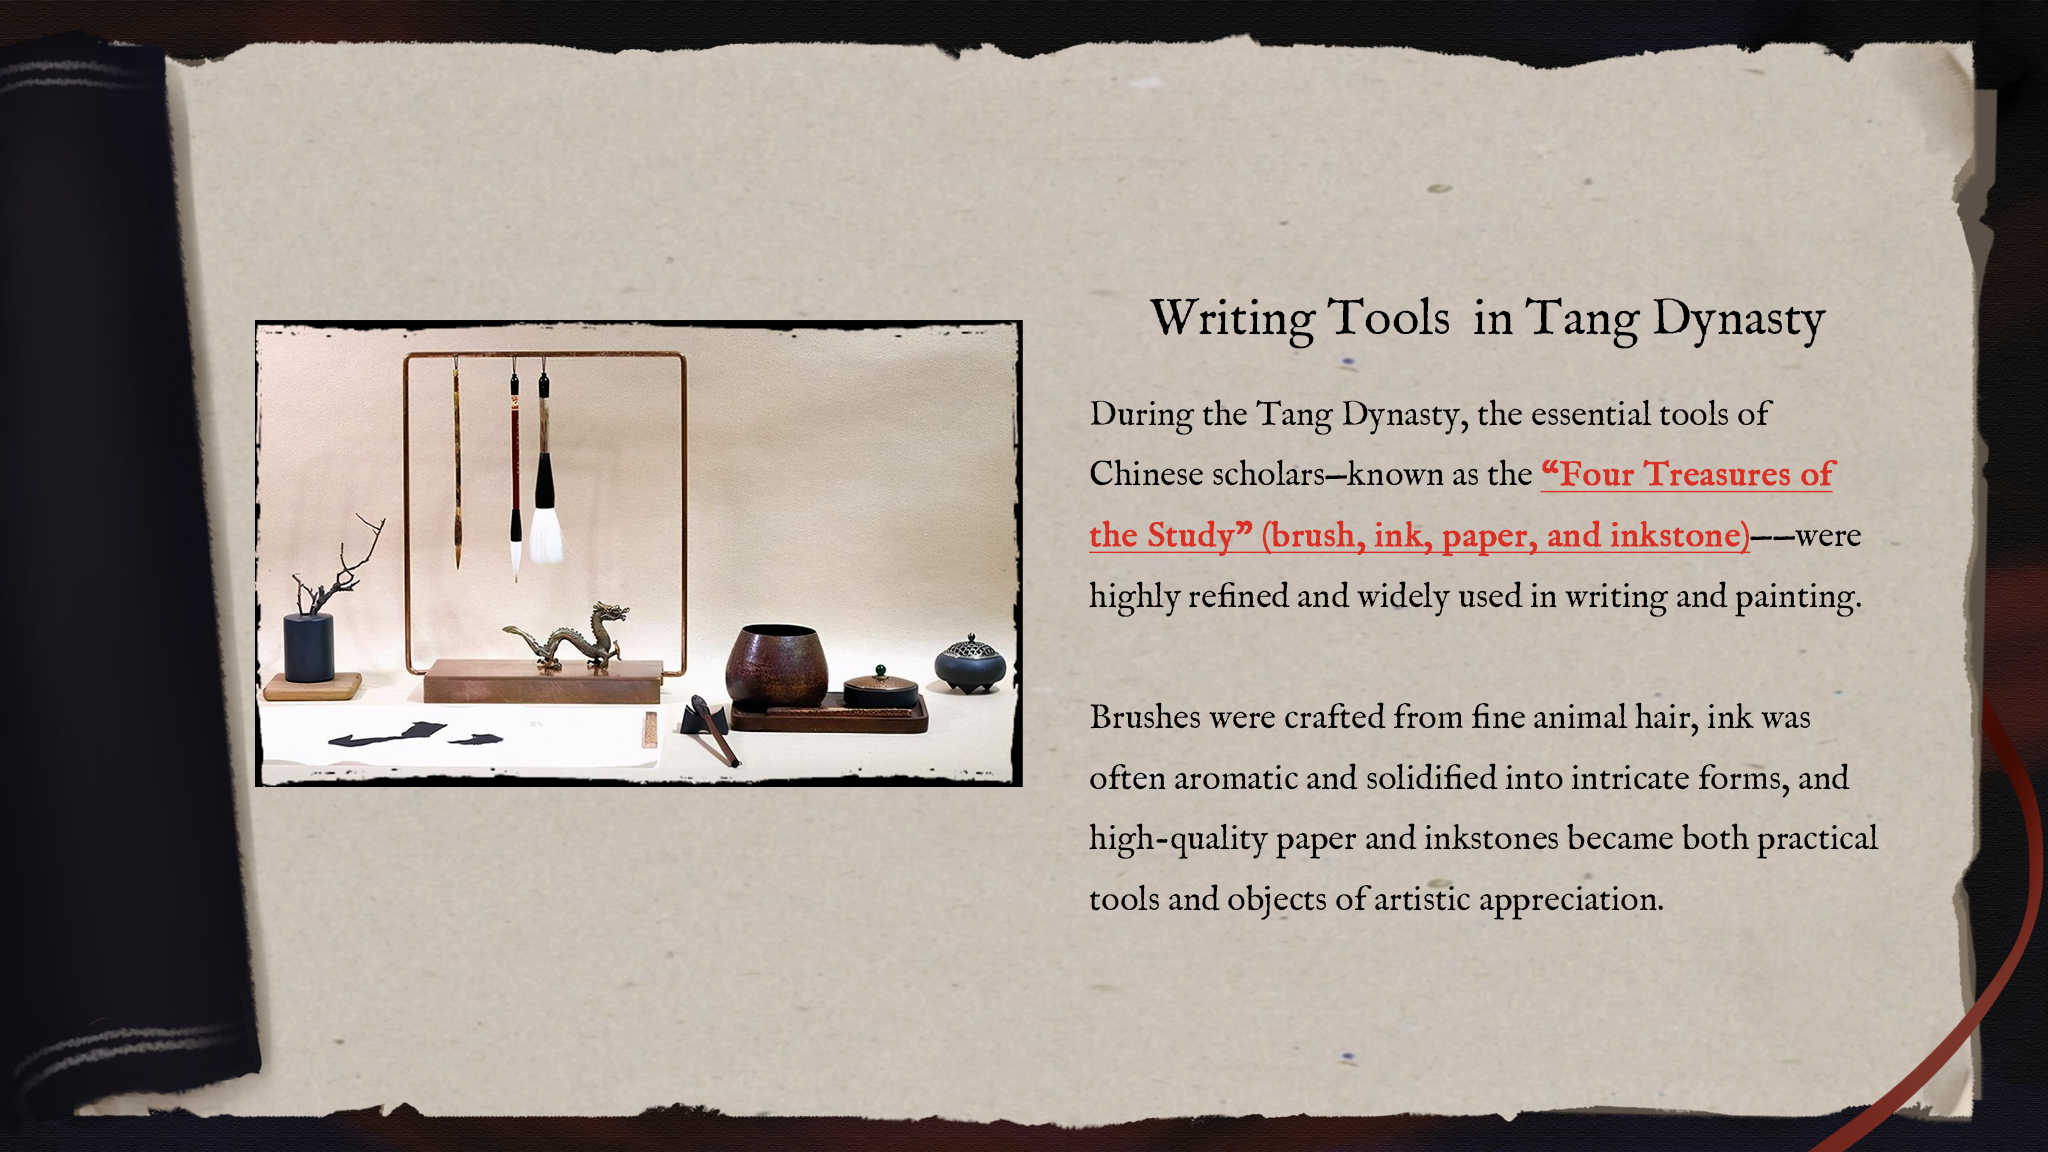 Writing Tools  in Tang Dynasty
During the Tang Dynasty, the essential tools of
Chinese scholars—known as the “Four Treasures of
the Study” (brush, ink, paper, and inkstone)——were
highly refined and widely used in writing and painting.
Brushes were crafted from fine animal hair, ink was
often aromatic and solidified into intricate forms, and
high-quality paper and inkstones became both practical
tools and objects of artistic appreciation.